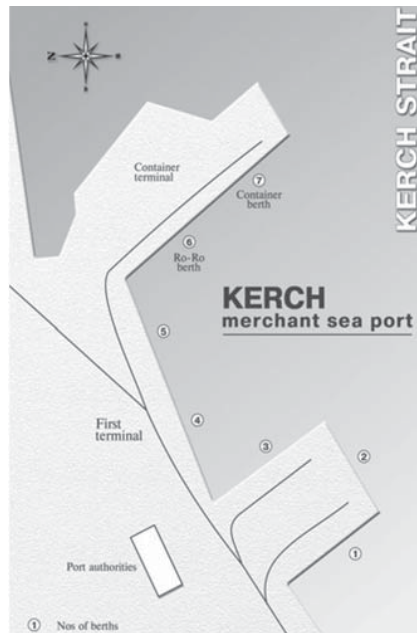 N
KERCH STRAIT
Container
terminal
7
Container
berth
6
Ro-Ro
berth
KERCH
merchant sea port
5
4
First
terminal
3
2
1
Port authorities
1 Nos of berths